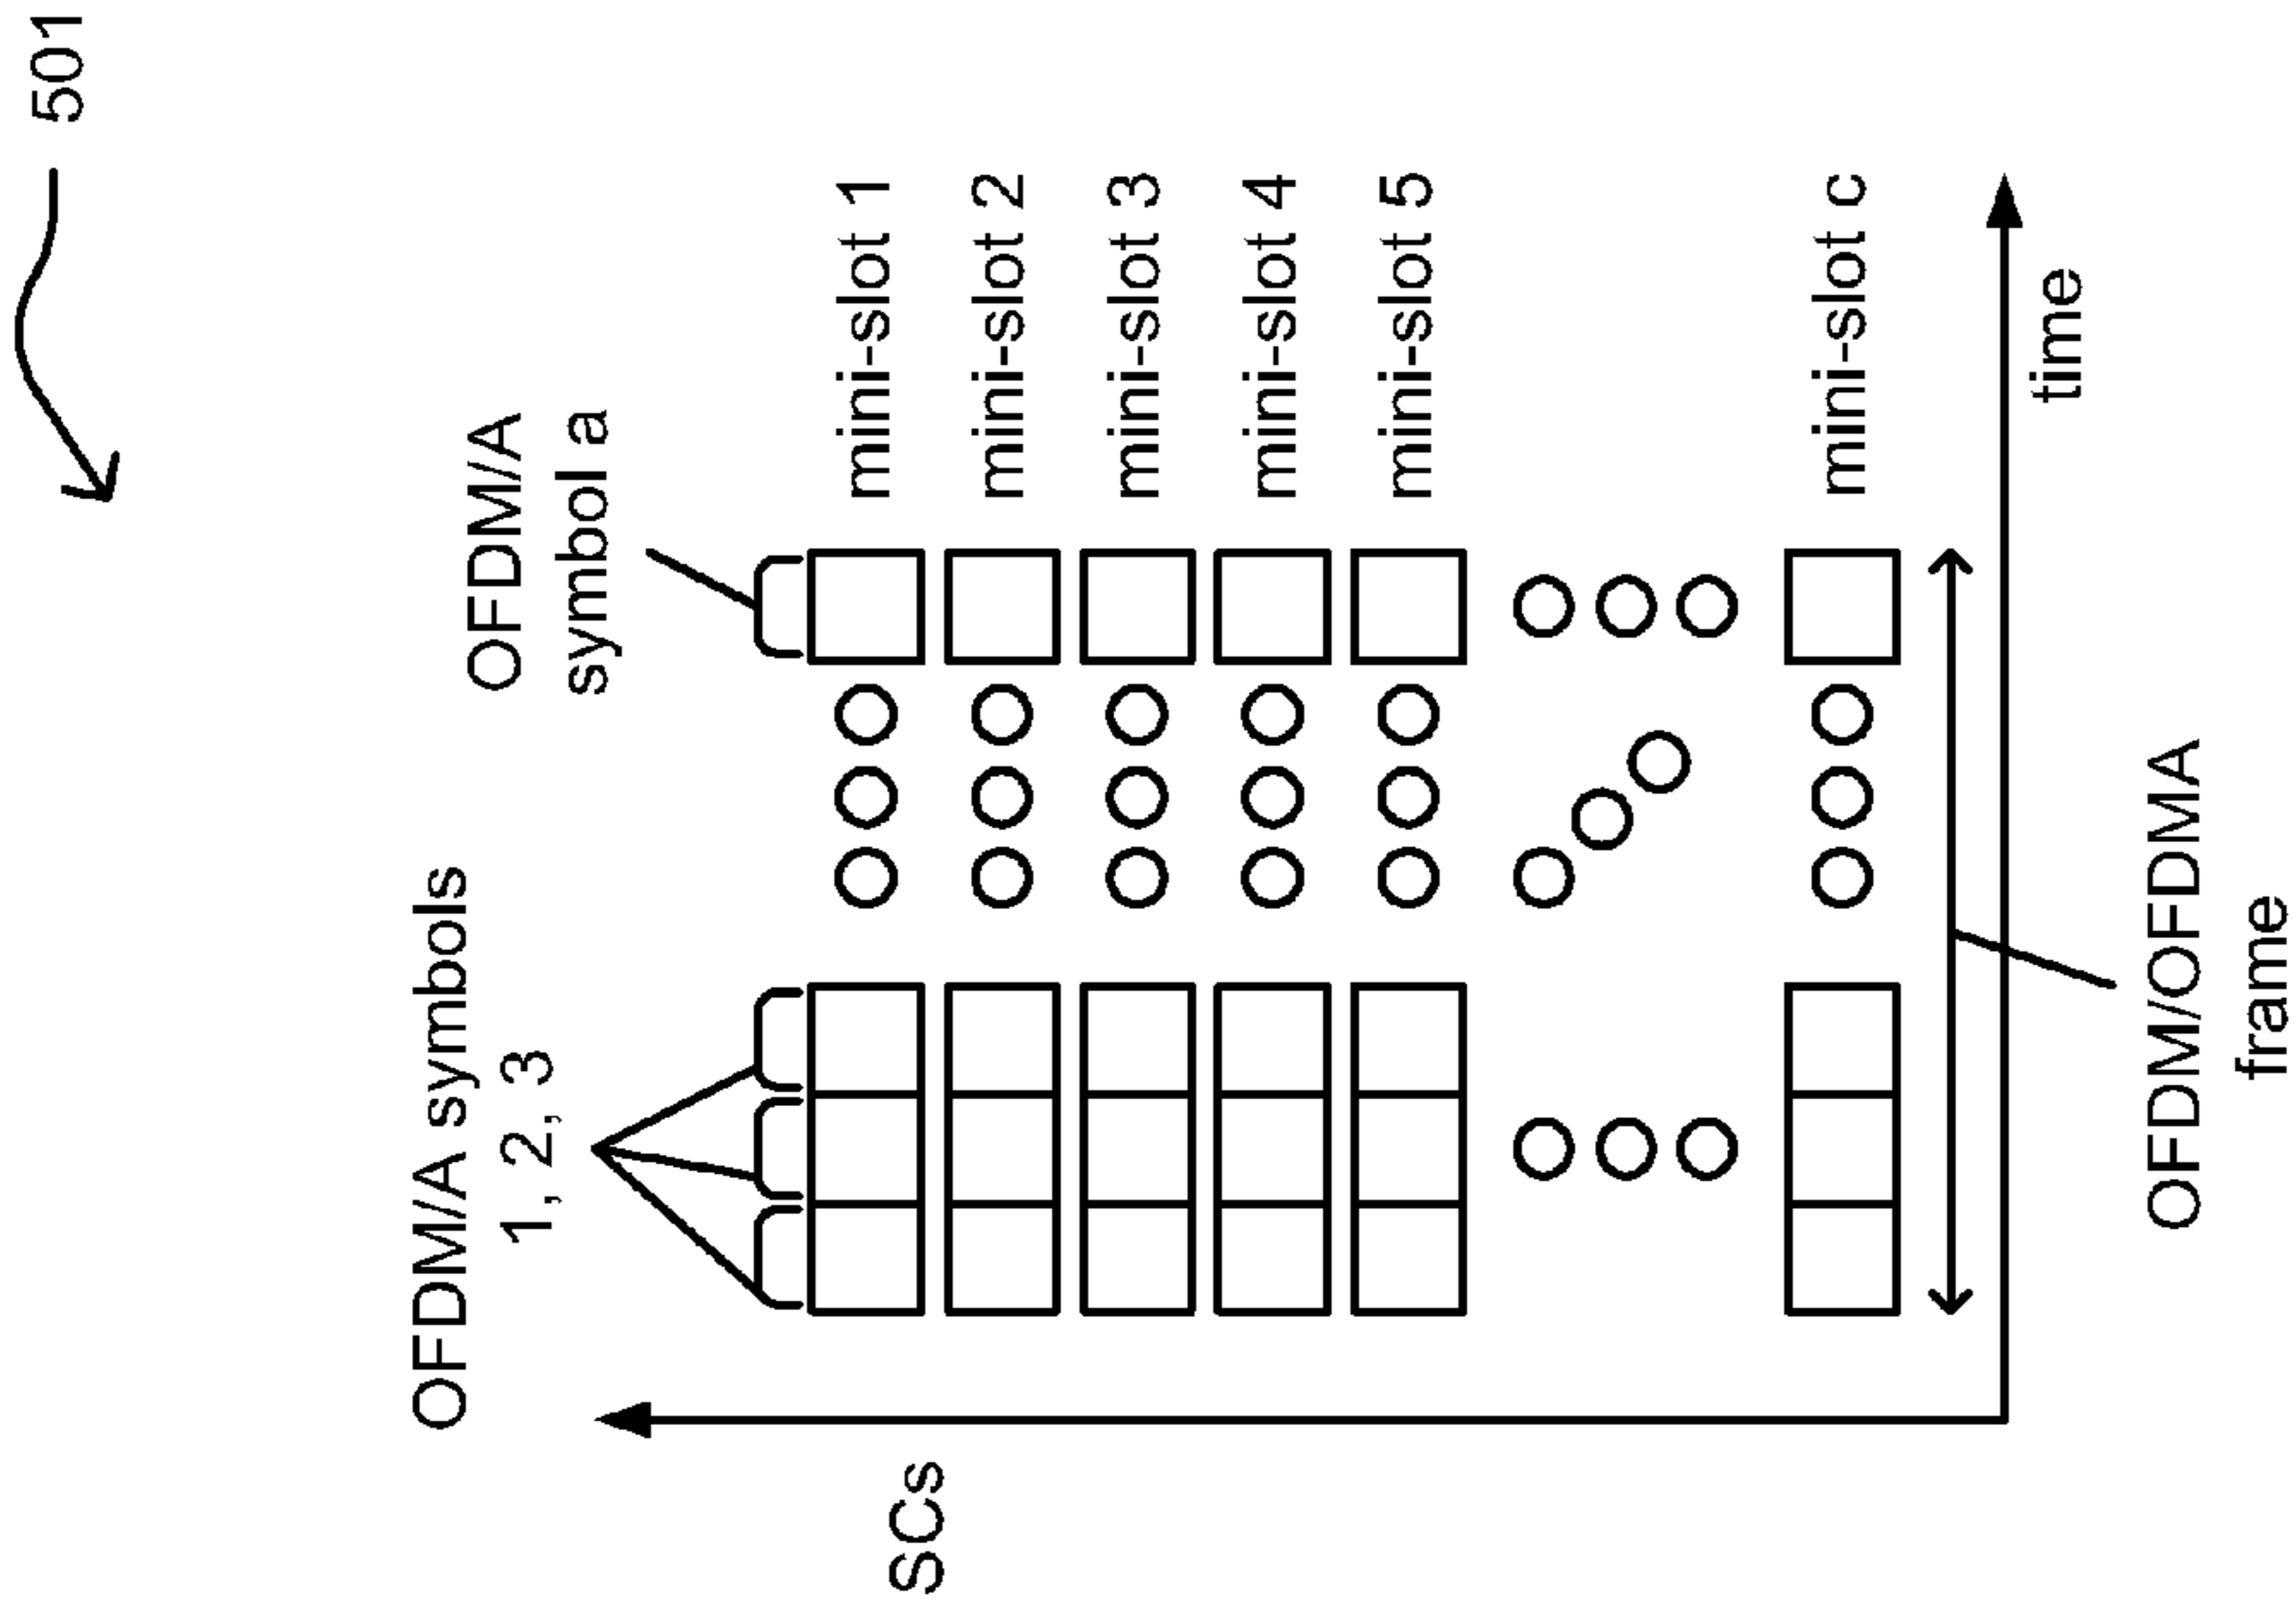 501
OFDM/A symbols
1, 2, 3
OFDM/A
symbol a
SCs
mini-slot 1
mini-slot 2
mini-slot 3
mini-slot 4
mini-slot 5
mini-slot c
time
OFDM/OFDMA
frame